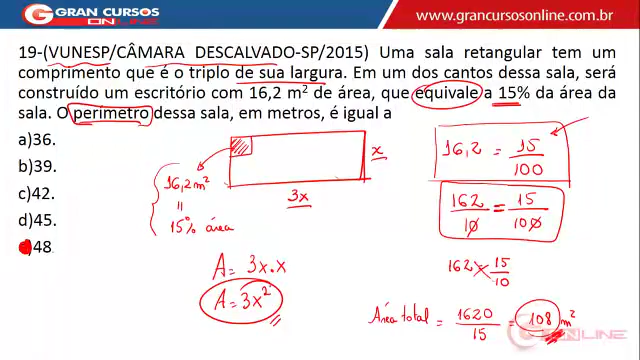 GRAN CURSOS
ONLINE
www.grancursosonline.com.br
19-(VUNESP/CÂMARA DESCALVADO-SP/2015) Uma sala retangular tem um
comprimento que é o triplo de sua largura. Em um dos cantos dessa sala, será
construído um escritório com 16,2 m² de área, que equivale a 15% da área da
sala. O perímetro dessa sala, em metros, é igual a
a)36.
b)39.
c)42.
d)45.
)48.
x
3x
16,2 m²
=
15% área
A = 3x.x
A = 3x²
16,2 = 15/100
162/10 = 15/100
162 × 15/10
Área total = 1620/15 = 108 m²
ONLINE